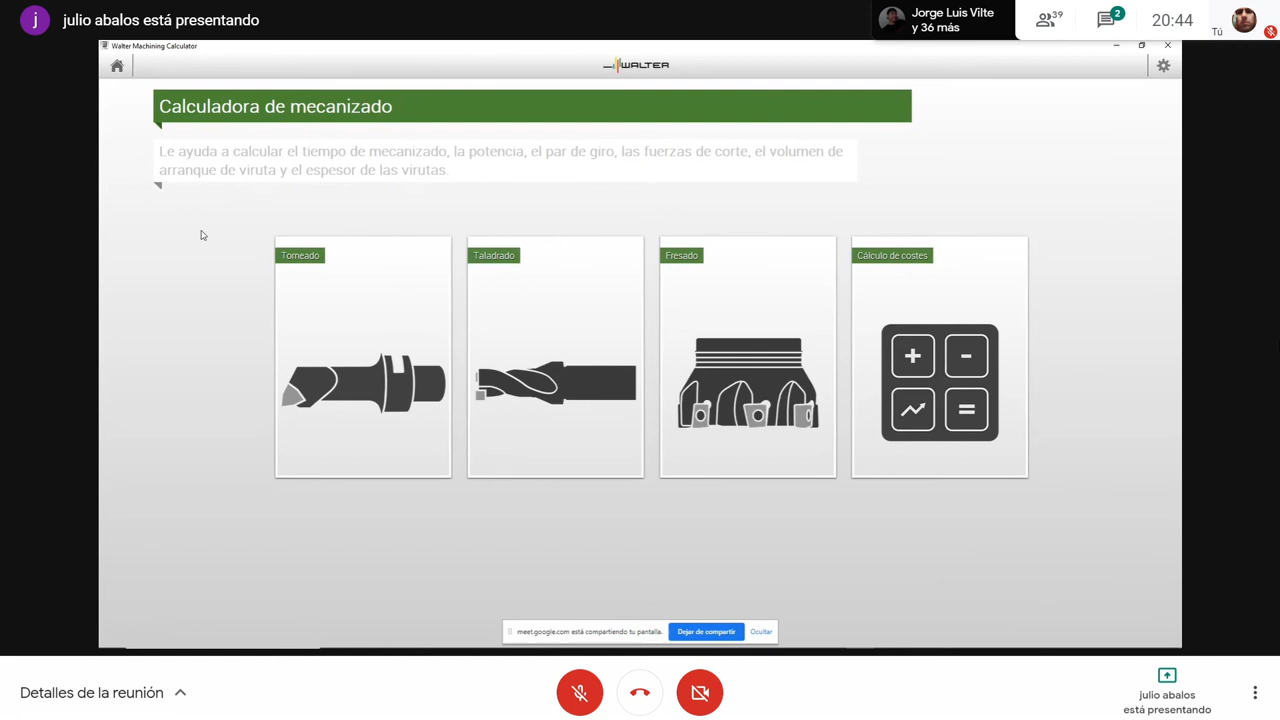 j
julio abalos está presentando
Jorge Luis Vilte
y 36 más
39
2
20:44
Tú
Walter Machining Calculator
WALTER
Calculadora de mecanizado
Le ayuda a calcular el tiempo de mecanizado, la potencia, el par de giro, las fuerzas de corte, el volumen de
arranque de viruta y el espesor de las virutas.
Torneado
Taladrado
Fresado
Cálculo de costes
meet.google.com está compartiendo tu pantalla.
Dejar de compartir
Ocultar
Detalles de la reunión
julio abalos
está presentando